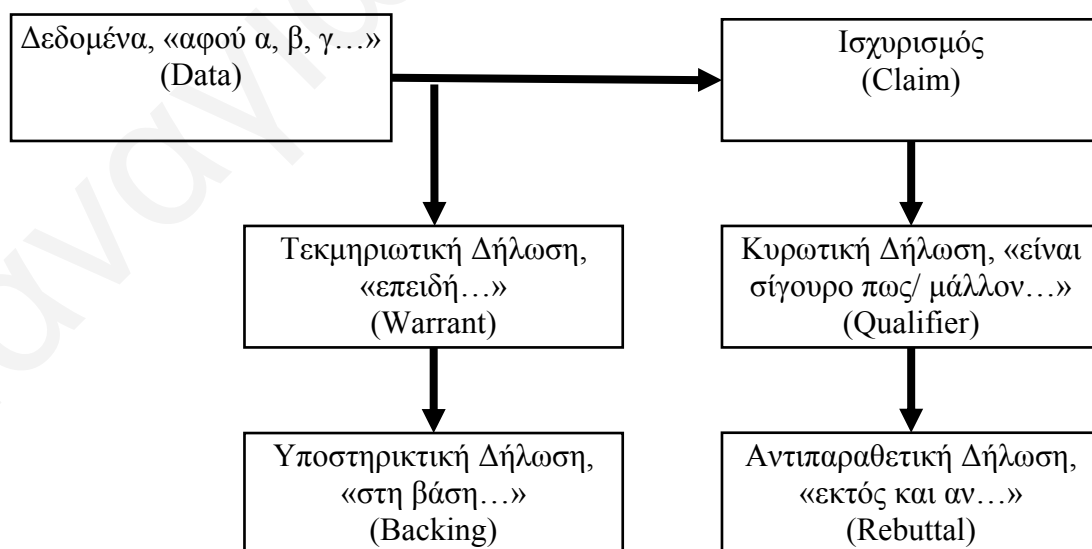 Δεδομένα, «αφού α, β, γ…»
(Data)
Ισχυρισμός
(Claim)
Τεκμηριωτική Δήλωση,
«επειδή…»
(Warrant)
Κυρωτική Δήλωση, «είναι
σίγουρο πως/ μάλλον…»
(Qualifier)
Υποστηρικτική Δήλωση,
«στη βάση…»
(Backing)
Αντιπαραθετική Δήλωση,
«εκτός και αν…»
(Rebuttal)